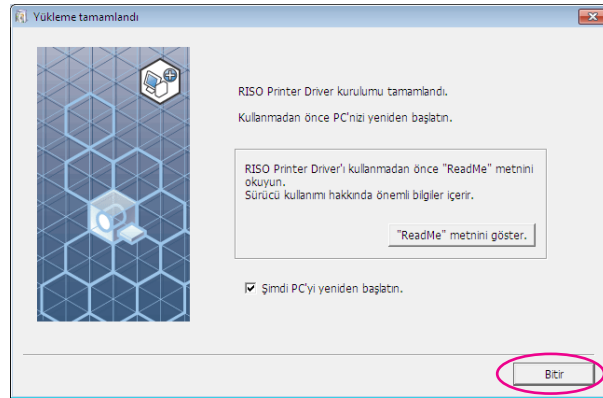 Yükleme tamamlandı
RISO Printer Driver kurulumu tamamlandı.
Kullanmadan önce PC'nizi yeniden başlatın.
RISO Printer Driver'ı kullanmadan önce "ReadMe" metnini
okuyun.
Sürücü kullanımı hakkında önemli bilgiler içerir.
"ReadMe" metnini göster.
Şimdi PC'yi yeniden başlatın.
Bitir